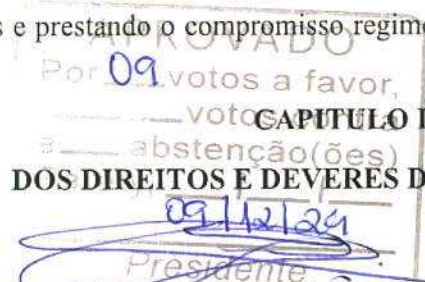 s e prestando o compromisso regime
APROVADO
Por 09 votos a favor,
votos contra
CAPITULO I
e abstenção(ões)
DOS DIREITOS E DEVERES D
09/12/24
Presidente